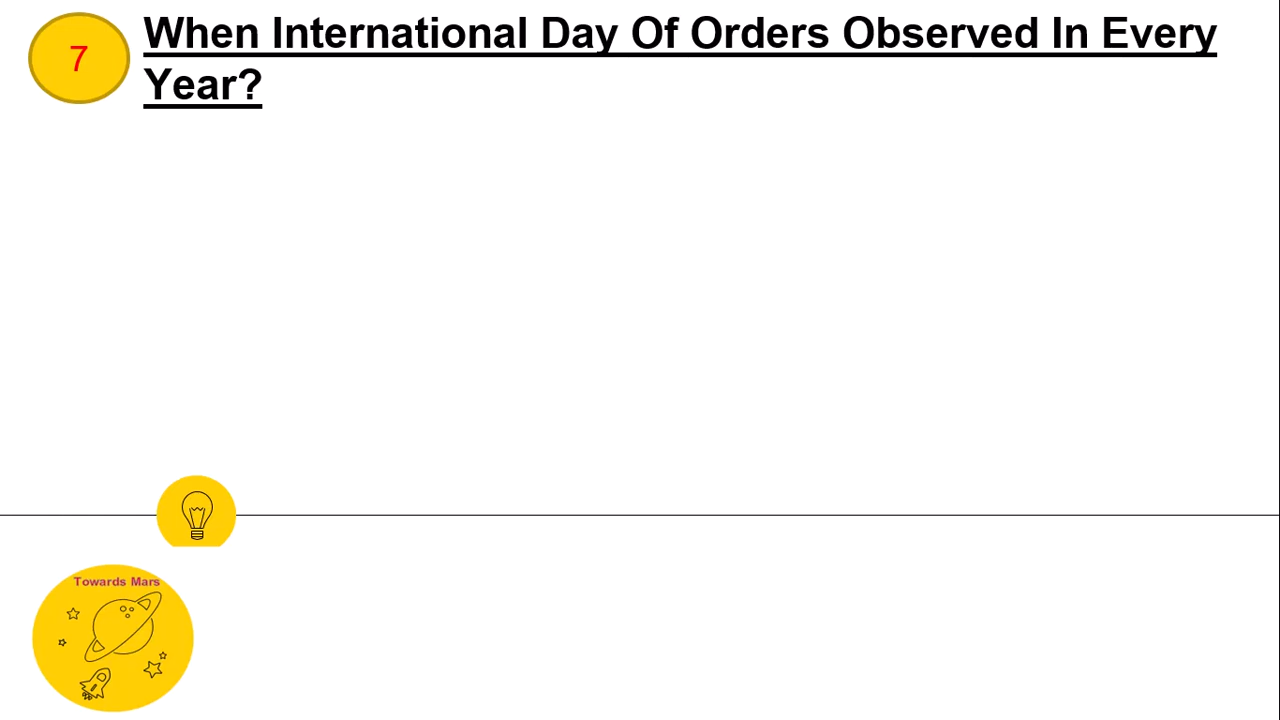 7
When International Day Of Orders Observed In Every
Year?
Towards Mars